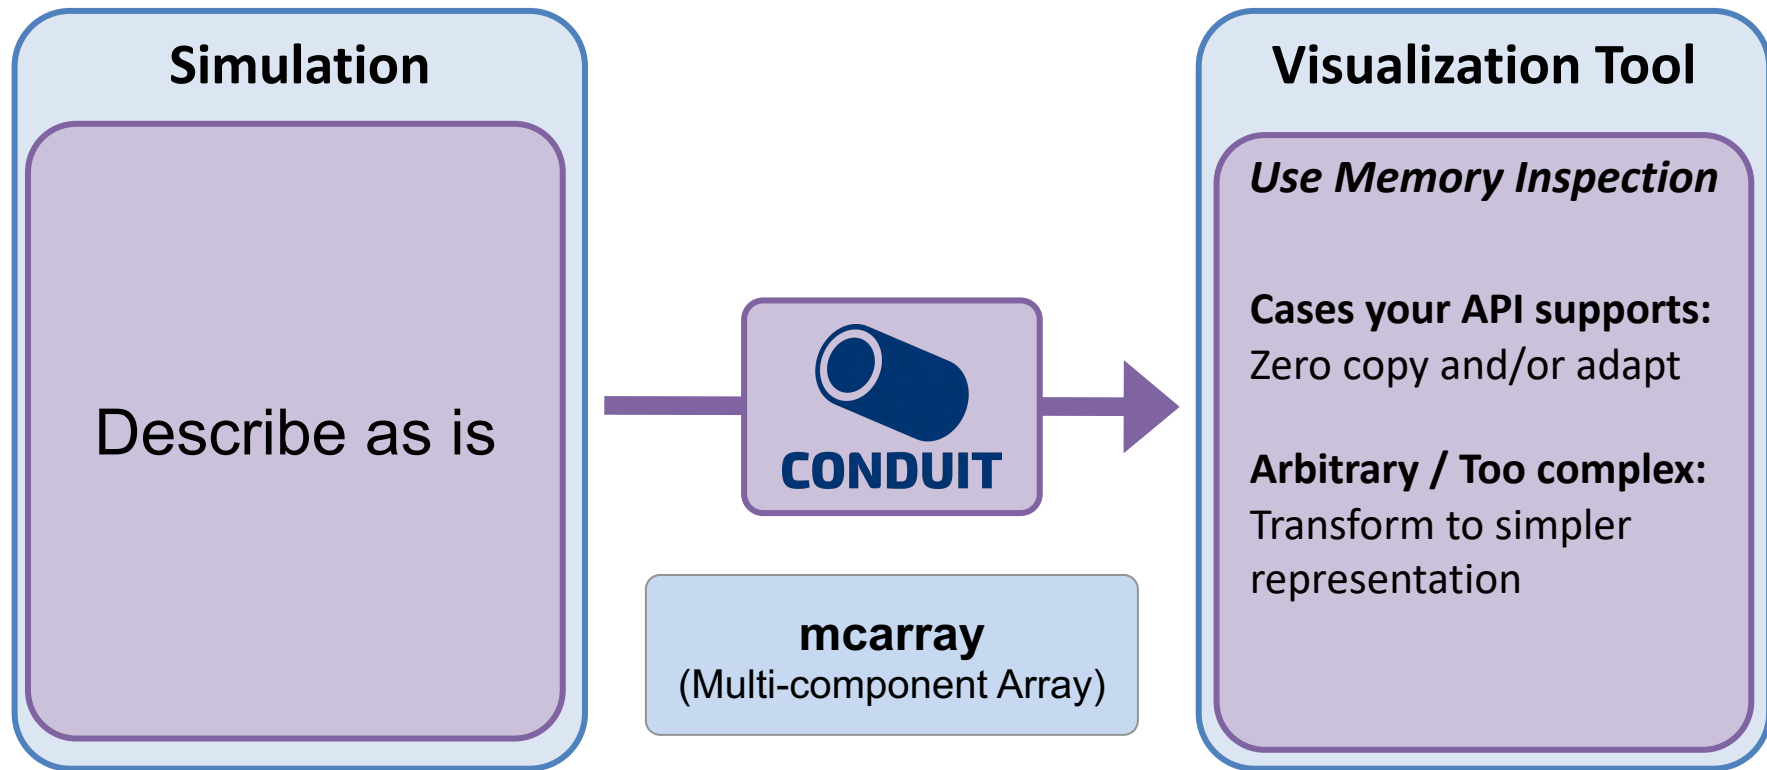 Simulation
Describe as is
CONDUIT
mcarray
(Multi-component Array)
Visualization Tool
Use Memory Inspection
Cases your API supports:
Zero copy and/or adapt
Arbitrary / Too complex:
Transform to simpler
representation